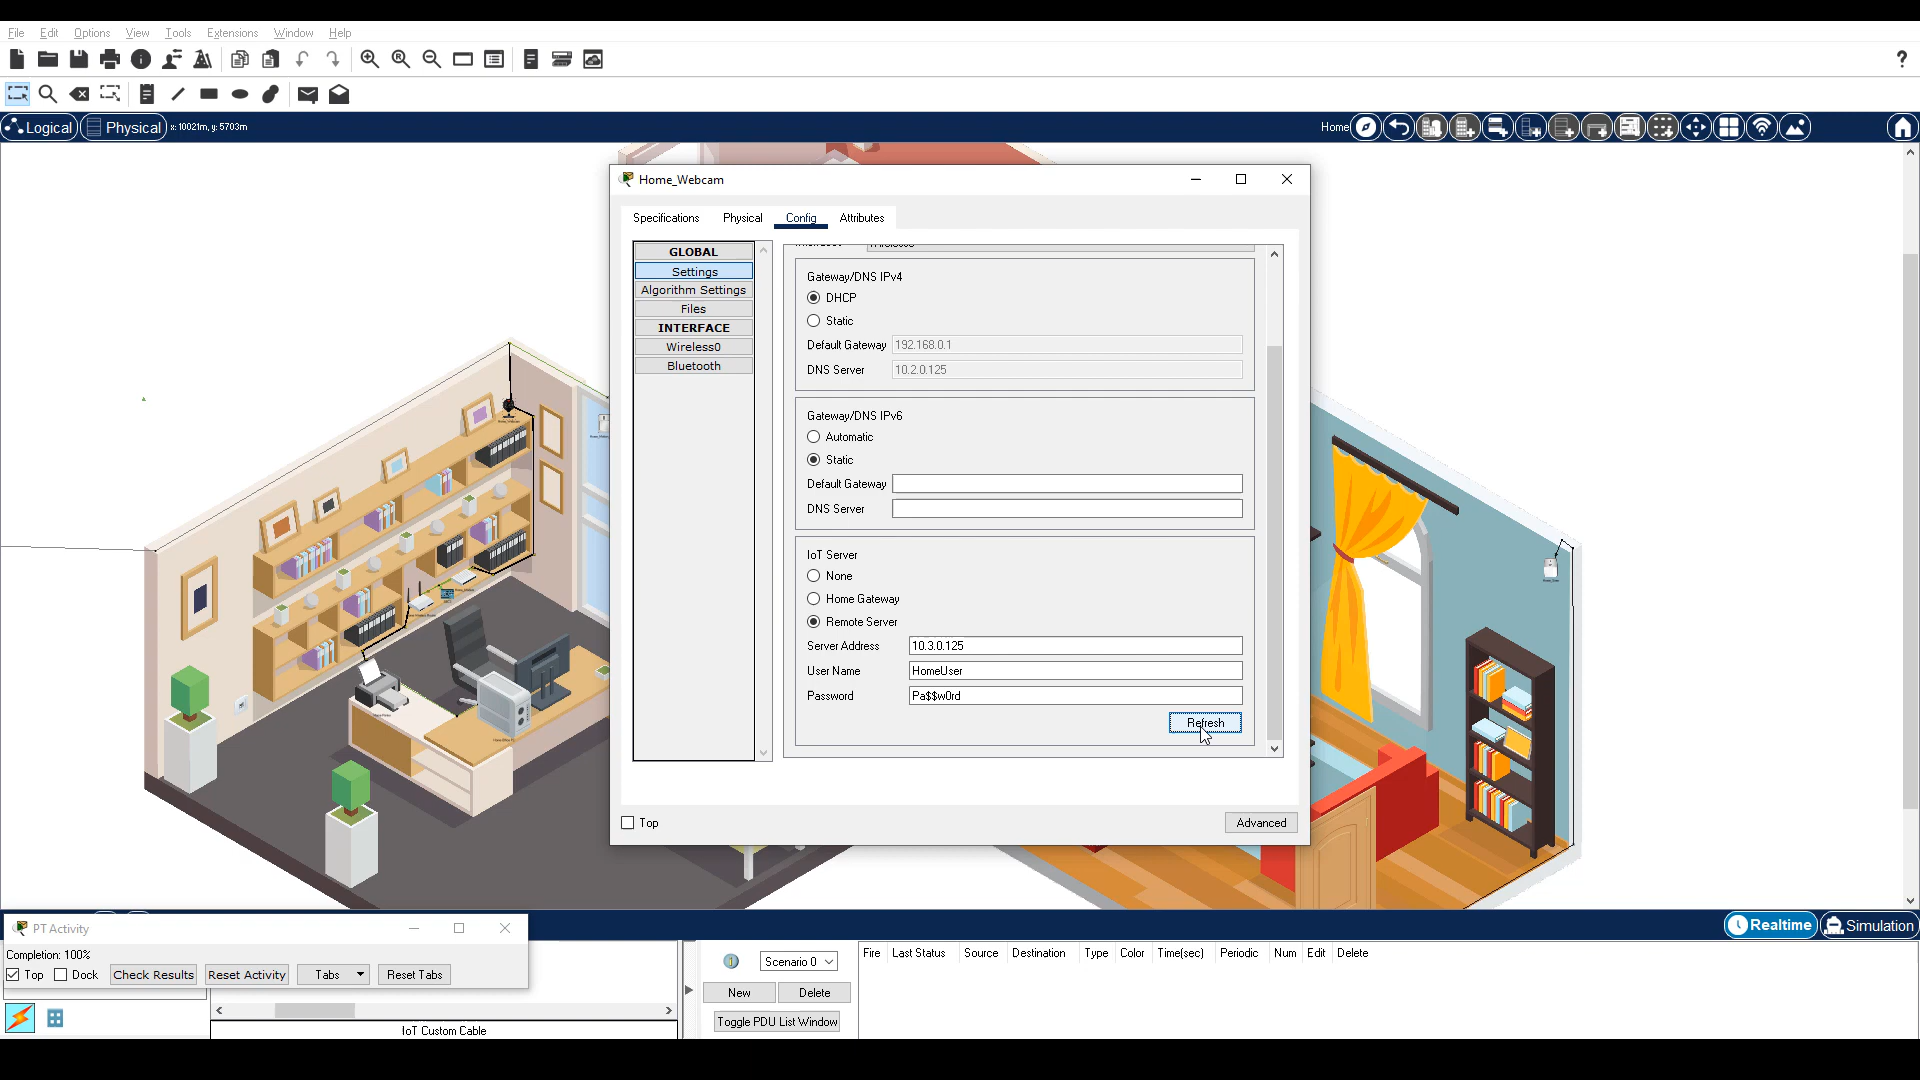 File Edit Options View Tools Extensions Window Help
?
Logical Physical x: 10021m, y: 5703m Home
Home_Webcam
Specifications Physical Config Attributes
GLOBAL
Settings
Algorithm Settings
Files
INTERFACE
Wireless0
Bluetooth
Gateway/DNS IPv4
DHCP
Static
Default Gateway 192.168.0.1
DNS Server 10.2.0.125
Gateway/DNS IPv6
Automatic
Static
Default Gateway
DNS Server
IoT Server
None
Home Gateway
Remote Server
Server Address 10.3.0.125
User Name HomeUser
Password Pa$$w0rd
Refresh
Top
Advanced
PT Activity
Completion: 100%
Top Dock Check Results Reset Activity Tabs Reset Tabs
IoT Custom Cable
Realtime Simulation
Scenario 0
New Delete
Toggle PDU List Window
Fire Last Status Source Destination Type Color Time(sec) Periodic Num Edit Delete